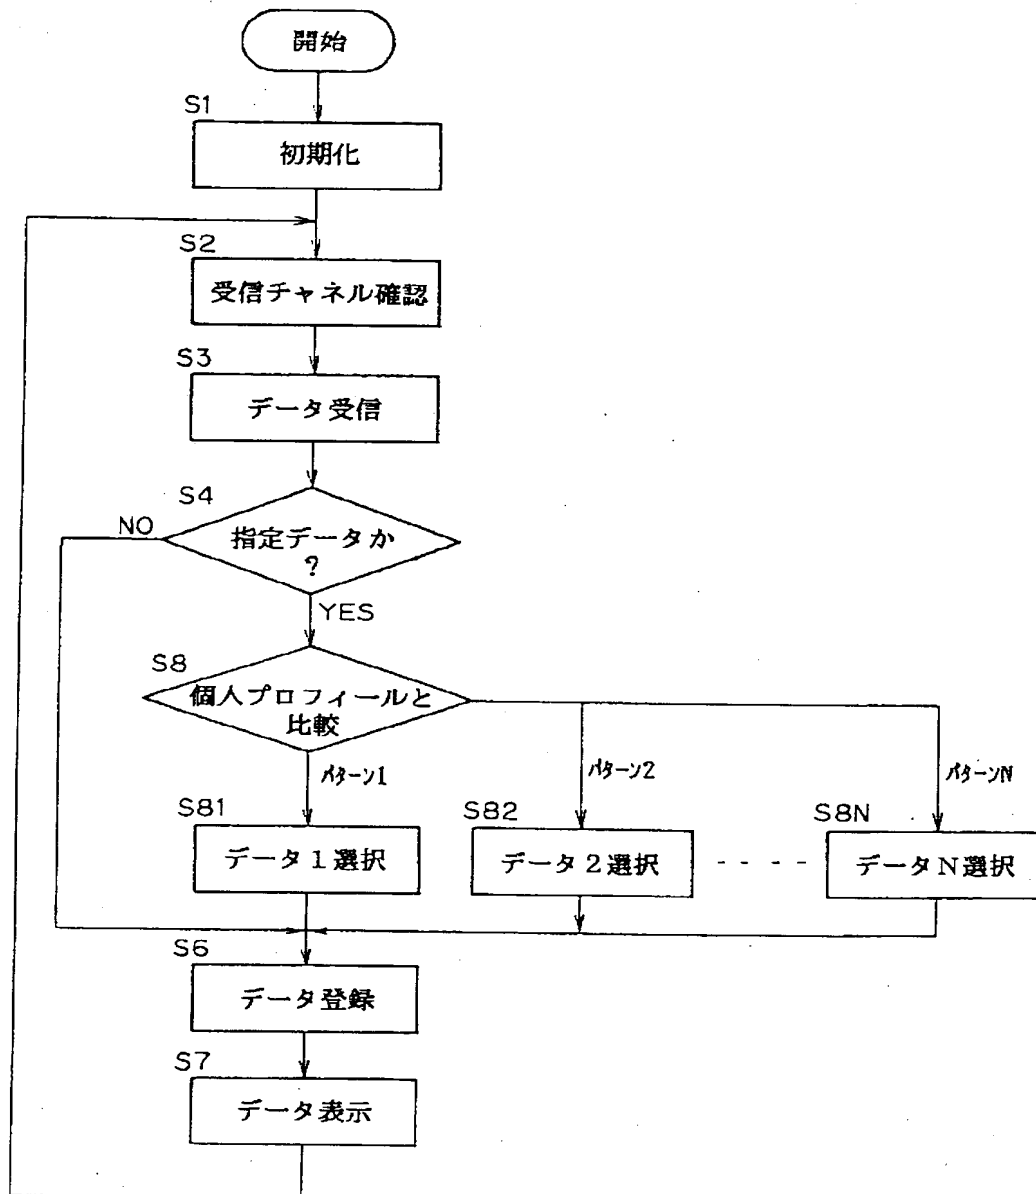 開始
S1
初期化
S2
受信チャネル確認
S3
データ受信
S4
NO
指定データか
?
YES
S8
個人プロフィールと
比較
パターン1
パターン2
パターンN
S81
データ1選択
S82
データ2選択
S8N
データN選択
S6
データ登録
S7
データ表示